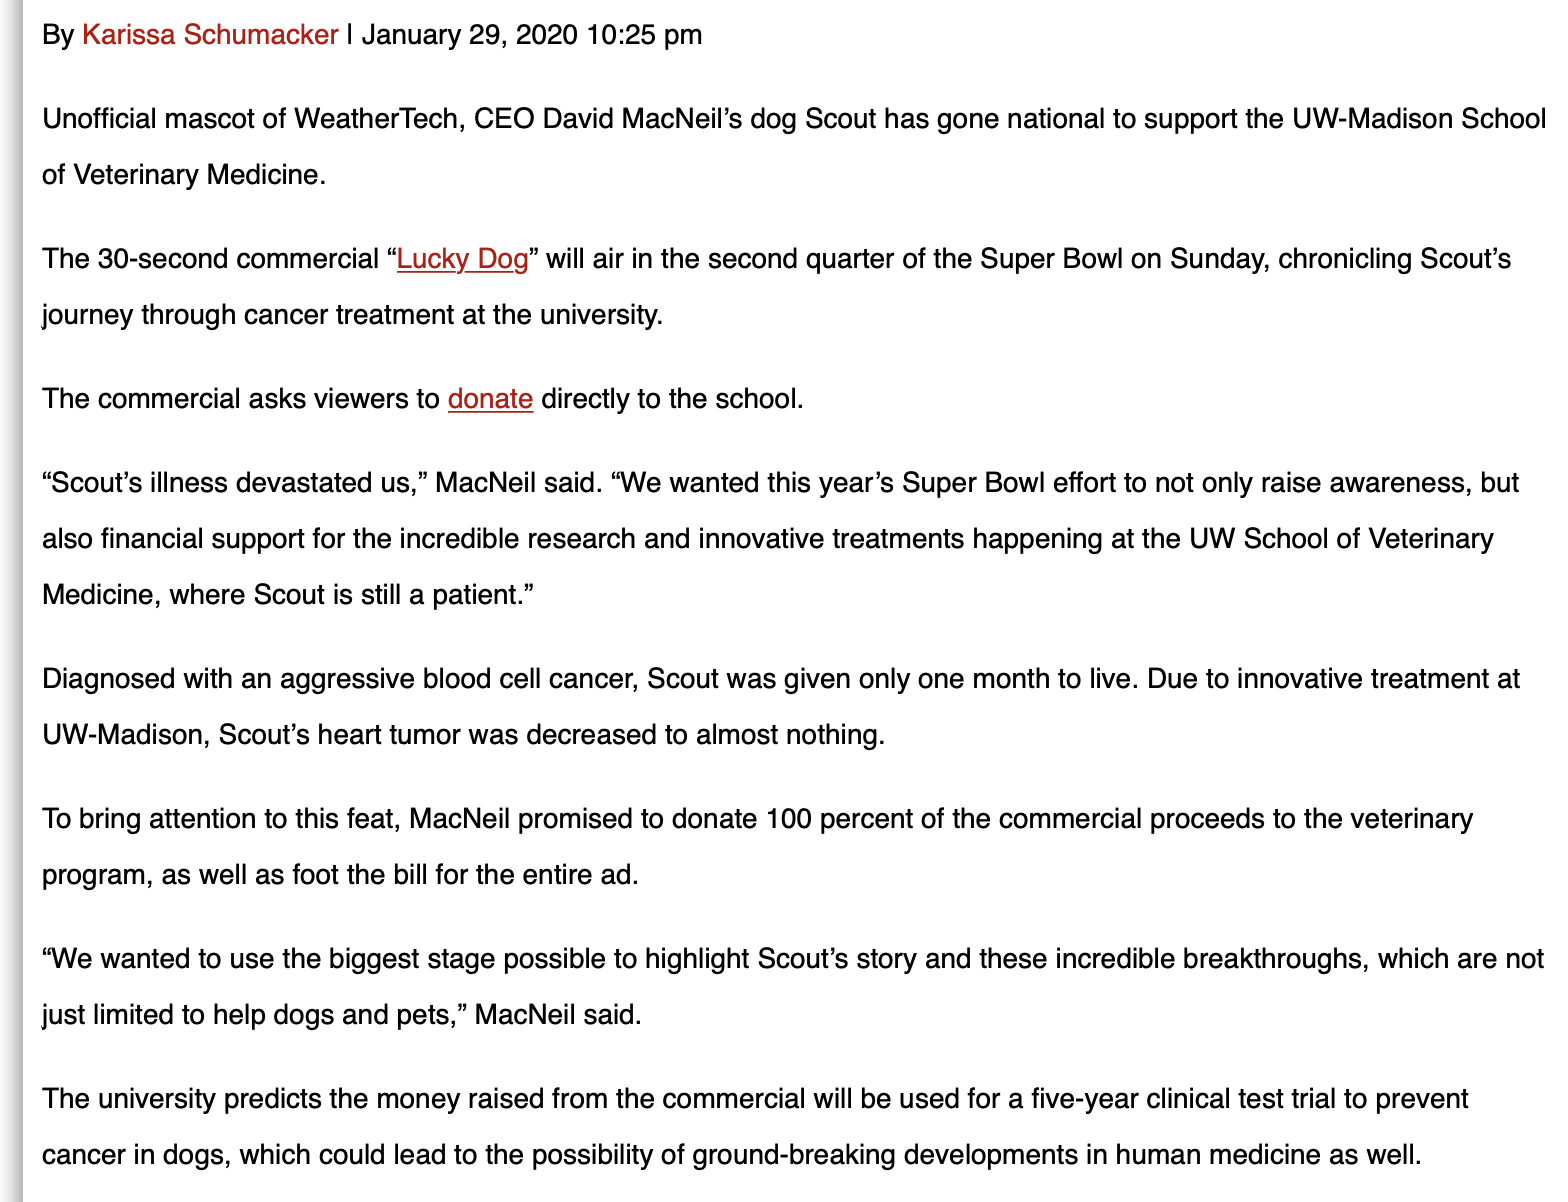 By Karissa Schumacker | January 29, 2020 10:25 pm
Unofficial mascot of WeatherTech, CEO David MacNeil’s dog Scout has gone national to support the UW-Madison School
of Veterinary Medicine.
The 30-second commercial “Lucky Dog” will air in the second quarter of the Super Bowl on Sunday, chronicling Scout’s
journey through cancer treatment at the university.
The commercial asks viewers to donate directly to the school.
“Scout’s illness devastated us,” MacNeil said. “We wanted this year’s Super Bowl effort to not only raise awareness, but
also financial support for the incredible research and innovative treatments happening at the UW School of Veterinary
Medicine, where Scout is still a patient.”
Diagnosed with an aggressive blood cell cancer, Scout was given only one month to live. Due to innovative treatment at
UW-Madison, Scout’s heart tumor was decreased to almost nothing.
To bring attention to this feat, MacNeil promised to donate 100 percent of the commercial proceeds to the veterinary
program, as well as foot the bill for the entire ad.
“We wanted to use the biggest stage possible to highlight Scout’s story and these incredible breakthroughs, which are not
just limited to help dogs and pets,” MacNeil said.
The university predicts the money raised from the commercial will be used for a five-year clinical test trial to prevent
cancer in dogs, which could lead to the possibility of ground-breaking developments in human medicine as well.